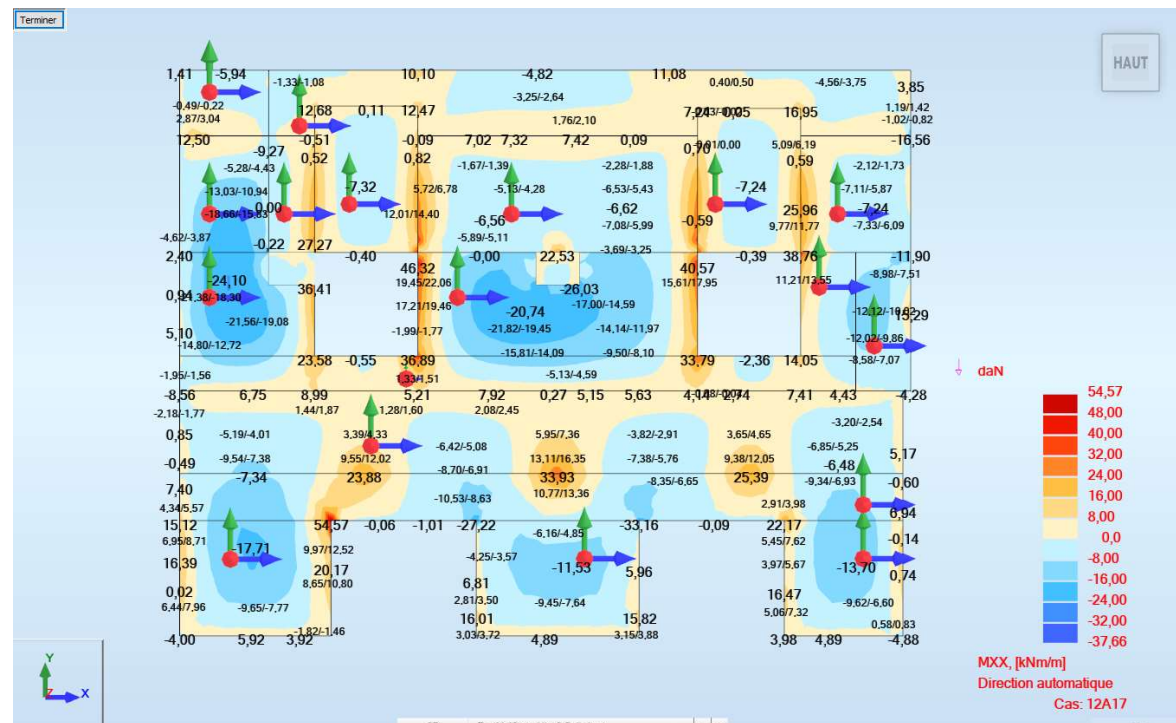 Terminer
HAUT
1,41 -5,94 10,10 -4,82 11,08
-1,33/-1,08 0,40/0,50 -4,56/-3,75
3,85
-3,25/-2,64
-0,49/-0,22 1,19/1,42
12,68 0,11 12,47 16,95
2,87/3,04 1,76/2,10 -1,02/-0,82
12,50 -0,51 -0,09 7,02 7,32 7,42 0,09 -16,56
5,09/6,19
-9,27 0,70
0,52 0,82 0,59
-5,28/-4,43 -1,67/-1,39 -2,28/-1,88 -2,12/-1,73
-13,03/-10,94 -7,32 5,72/6,78 -5,13/-4,28 -6,53/-5,43 -7,24 -7,11/-5,87
0,00 12,01/14,40 -6,62 25,96 -7,24
-6,56 -7,08/-5,99 -0,59 9,77/11,77 -7,33/-6,09
-4,62/-3,87 -5,89/-5,11
-0,22 27,27 -3,69/-3,25
2,40 -0,40 -0,00 22,53 -0,39 38,76 -11,90
46,32 40,57 -8,98/-7,51
-24,10 19,45/22,06 15,61/17,95 11,21/13,55
0,94 36,41 -26,03
-21,38/-18,30 17,21/19,46 -17,00/-14,59
-20,74 15,29
-21,56/-19,08 -21,82/-19,45 -14,14/-11,97
5,10 -1,99/-1,77 -12,02/-9,86
-14,80/-12,72 -15,81/-14,09 -9,50/-8,10
23,58 -0,55 36,89 33,79 -2,36 14,05 -8,58/-7,07
-1,95/-1,56 1,33/1,51 -5,13/-4,59
daN
-8,56 6,75 8,99 5,21 7,92 0,27 5,15 5,63 2,74 7,41 4,43 -4,28
-2,18/-1,77 1,44/1,87 1,28/1,60 2,08/2,45
-3,20/-2,54
0,85 -5,19/-4,01 3,39/4,33 -6,42/-5,08 5,95/7,36 -3,82/-2,91 3,65/4,65 -6,85/-5,25
5,17
-0,49 -9,54/-7,38 9,55/12,02 -8,70/-6,91 13,11/16,35 -7,38/-5,76 9,38/12,05 -6,48
-7,34 23,88 33,93 -8,35/-6,65 25,39 -9,34/-6,93 -0,60
7,40 -10,53/-8,63 10,77/13,36
4,34/5,57 2,91/3,98
6,94
15,12 54,57 -0,06 -1,01 -27,22 -33,16 -0,09 22,17
6,95/8,71 -6,16/-4,85 5,45/7,62 -0,14
-17,71 9,97/12,52 -4,25/-3,57
16,39 20,17 -11,53 5,96 3,97/5,67 -13,70 0,74
8,65/10,80 6,81
0,02 2,81/3,50 16,47
6,44/7,96 -9,65/-7,77 -9,45/-7,64 5,06/7,32 -9,62/-6,60
16,01 15,82
-1,82/-1,46 3,03/3,72 3,15/3,88 0,58/0,83
-4,00 5,92 3,92 4,89 3,98 4,89 -4,88
54,57
48,00
40,00
32,00
24,00
16,00
8,00
0,0
-8,00
-16,00
-24,00
-32,00
-37,66
MXX, [kNm/m]
Direction automatique
Cas: 12A17
Y
Z
X